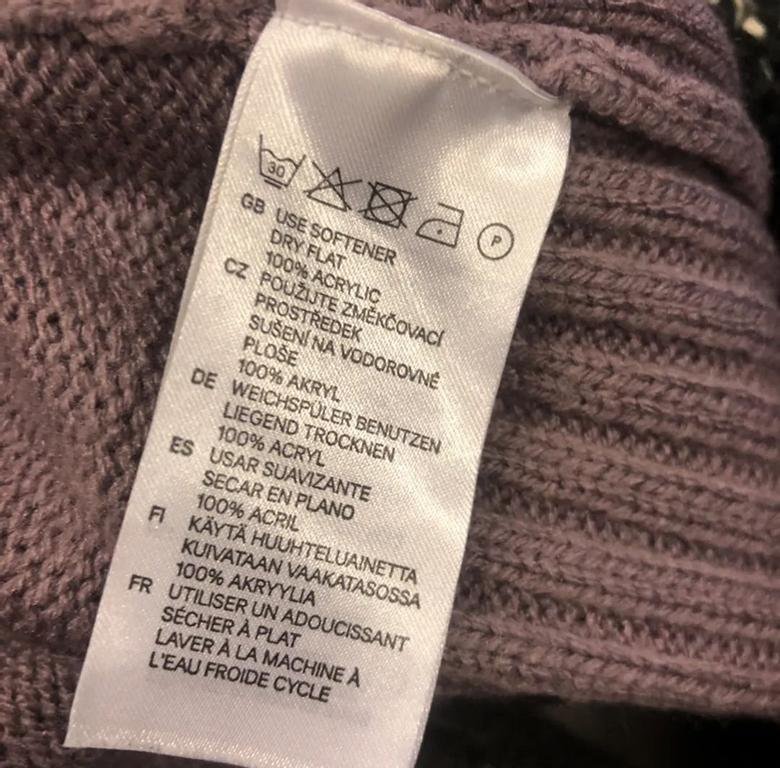 30
P
GB USE SOFTENER
DRY FLAT
100% ACRYLIC
CZ POUŽIJTE ZMĚKČOVACÍ
PROSTŘEDEK
SUŠENÍ NA VODOROVNÉ
PLOŠE
100% AKRYL
DE WEICHSPÜLER BENUTZEN
LIEGEND TROCKNEN
100% ACRYL
ES USAR SUAVIZANTE
SECAR EN PLANO
100% ACRIL
FI KÄYTÄ HUUHTELUAINETTA
KUIVATAAN VAAKATASOSSA
100% AKRYYLIA
FR UTILISER UN ADOUCISSANT
SÉCHER À PLAT
LAVER À LA MACHINE À
L'EAU FROIDE CYCLE